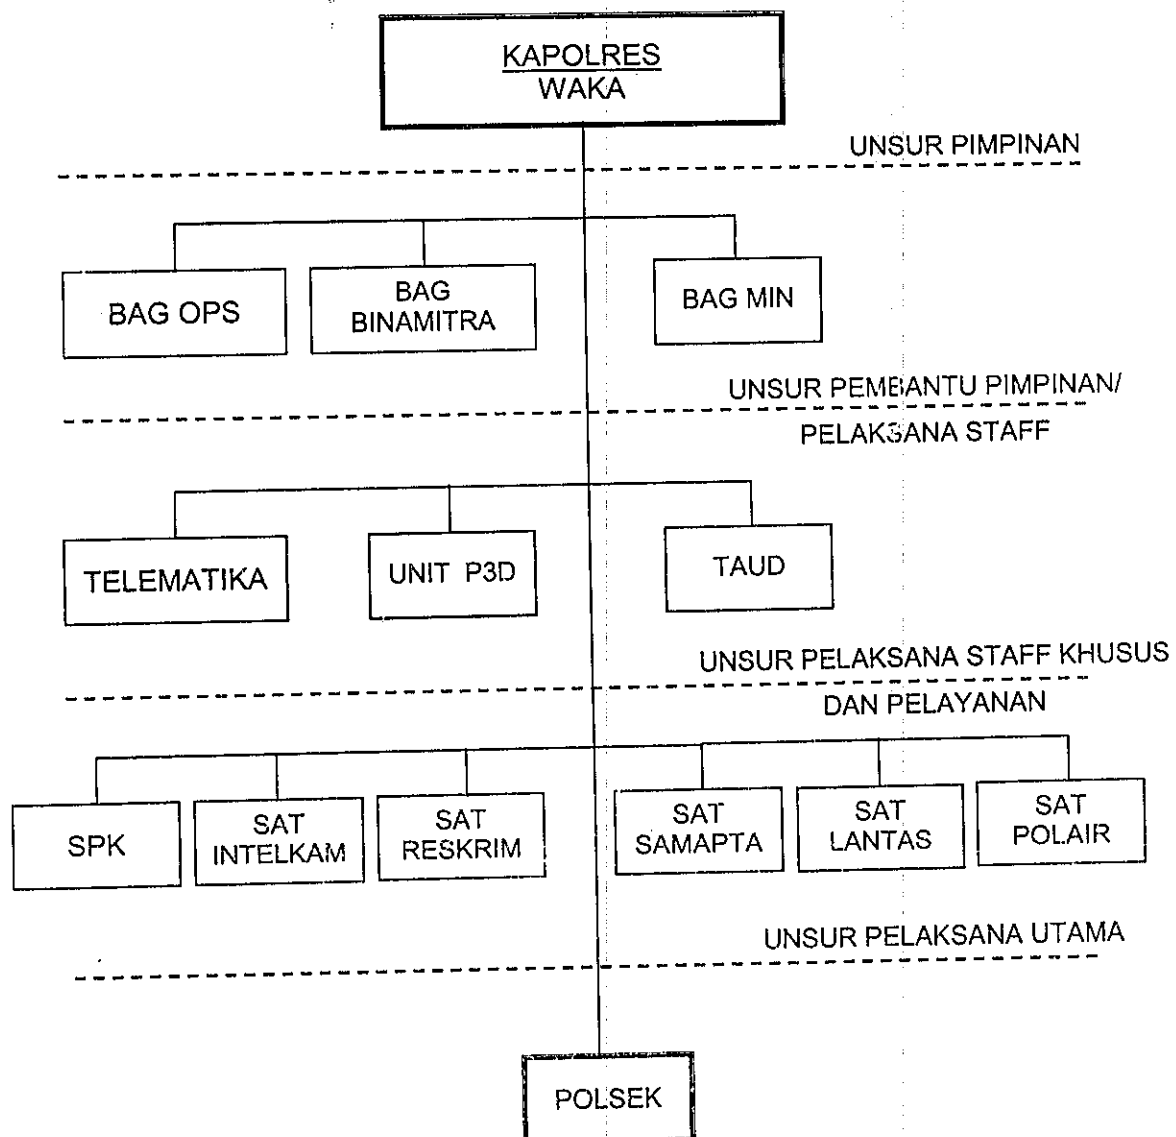 KAPOLRES
WAKA
UNSUR PIMPINAN
BAG OPS
BAG
BINAMITRA
BAG MIN
UNSUR PEMBANTU PIMPINAN/
PELAKSANA STAFF
TELEMATIKA
UNIT P3D
TAUD
UNSUR PELAKSANA STAFF KHUSUS
DAN PELAYANAN
SPK
SAT
INTELKAM
SAT
RESKRIM
SAT
SAMAPTA
SAT
LANTAS
SAT
POLAIR
UNSUR PELAKSANA UTAMA
POLSEK